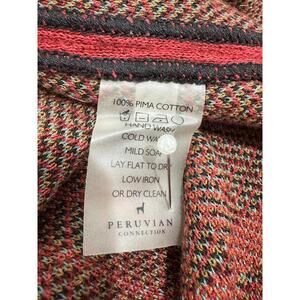 100% PIMA COTTON
HAND WASH
COLD WA
MILD SOAP
LAY FLAT TO DRY
LOW IRON
OR DRY CLEAN
PERUVIAN
CONNECTION